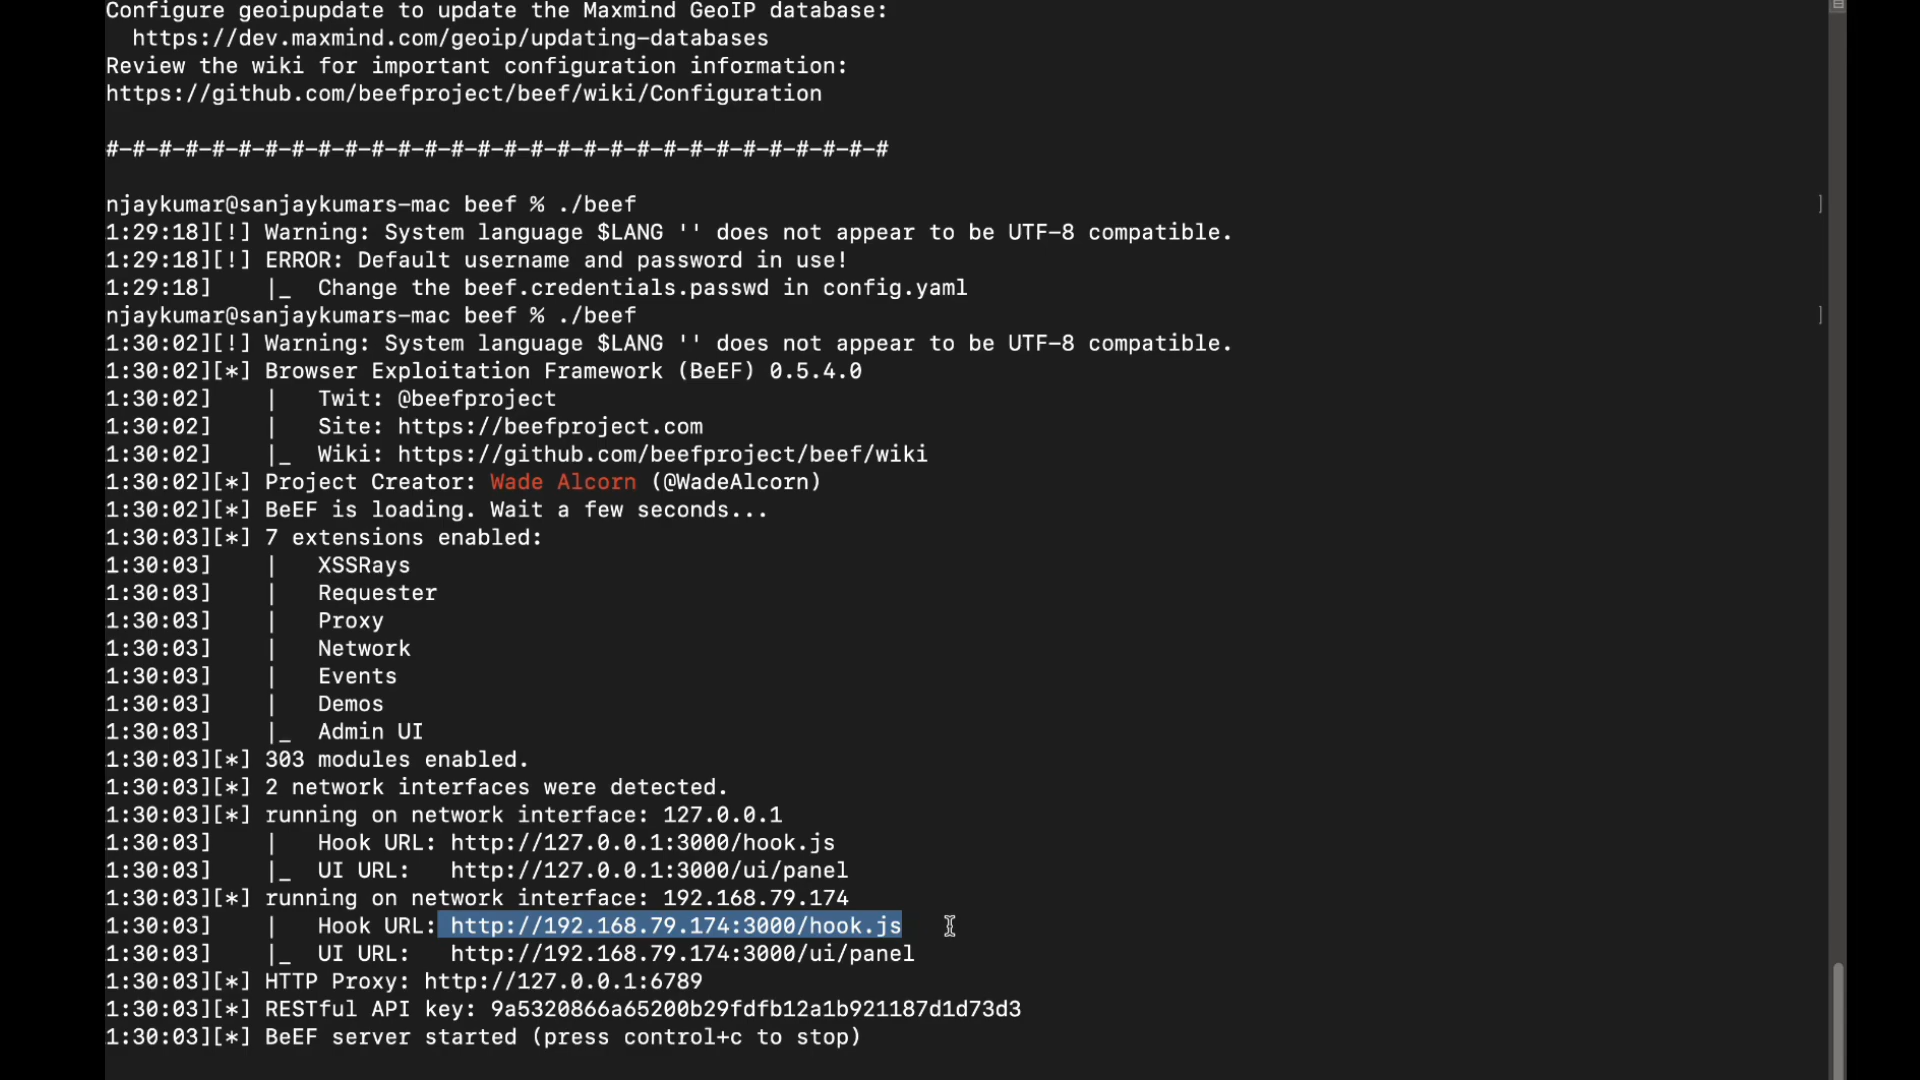 Configure geoipupdate to update the Maxmind GeoIP database:
  https://dev.maxmind.com/geoip/updating-databases
Review the wiki for important configuration information:
https://github.com/beefproject/beef/wiki/Configuration
#-#-#-#-#-#-#-#-#-#-#-#-#-#-#-#-#-#-#-#-#-#-#-#-#-#-#-#-#-#
njaykumar@sanjaykumars-mac beef % ./beef ]
1:29:18][!] Warning: System language $LANG '' does not appear to be UTF-8 compatible.
1:29:18][!] ERROR: Default username and password in use!
1:29:18]    |_  Change the beef.credentials.passwd in config.yaml
njaykumar@sanjaykumars-mac beef % ./beef ]
1:30:02][!] Warning: System language $LANG '' does not appear to be UTF-8 compatible.
1:30:02][*] Browser Exploitation Framework (BeEF) 0.5.4.0
1:30:02]    |   Twit: @beefproject
1:30:02]    |   Site: https://beefproject.com
1:30:02]    |_  Wiki: https://github.com/beefproject/beef/wiki
1:30:02][*] Project Creator: Wade Alcorn (@WadeAlcorn)
1:30:02][*] BeEF is loading. Wait a few seconds...
1:30:03][*] 7 extensions enabled:
1:30:03]    |   XSSRays
1:30:03]    |   Requester
1:30:03]    |   Proxy
1:30:03]    |   Network
1:30:03]    |   Events
1:30:03]    |   Demos
1:30:03]    |_  Admin UI
1:30:03][*] 303 modules enabled.
1:30:03][*] 2 network interfaces were detected.
1:30:03][*] running on network interface: 127.0.0.1
1:30:03]    |   Hook URL: http://127.0.0.1:3000/hook.js
1:30:03]    |_  UI URL:   http://127.0.0.1:3000/ui/panel
1:30:03][*] running on network interface: 192.168.79.174
1:30:03]    |   Hook URL: http://192.168.79.174:3000/hook.js
1:30:03]    |_  UI URL:   http://192.168.79.174:3000/ui/panel
1:30:03][*] HTTP Proxy: http://127.0.0.1:6789
1:30:03][*] RESTful API key: 9a5320866a65200b29fdfb12a1b921187d1d73d3
1:30:03][*] BeEF server started (press control+c to stop)